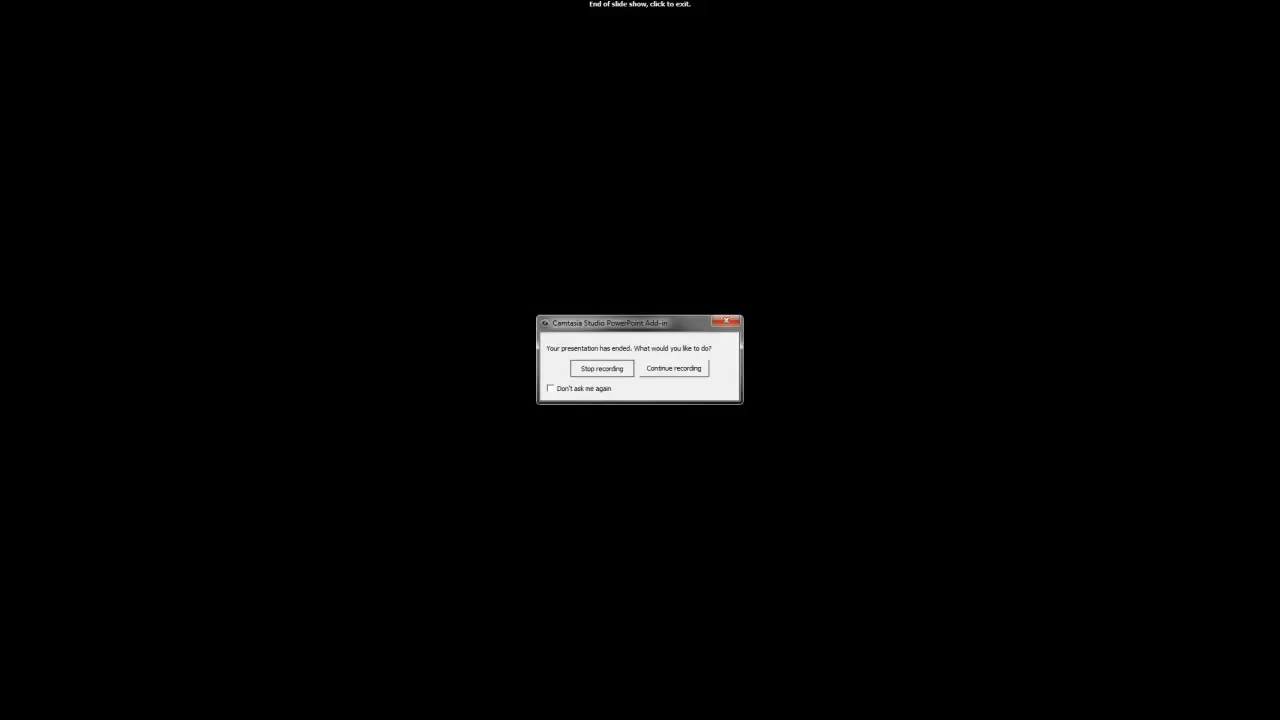 End of slide show, click to exit.
Camtasia Studio PowerPoint Add-in
Your presentation has ended. What would you like to do?
Stop recording
Continue recording
Don't ask me again